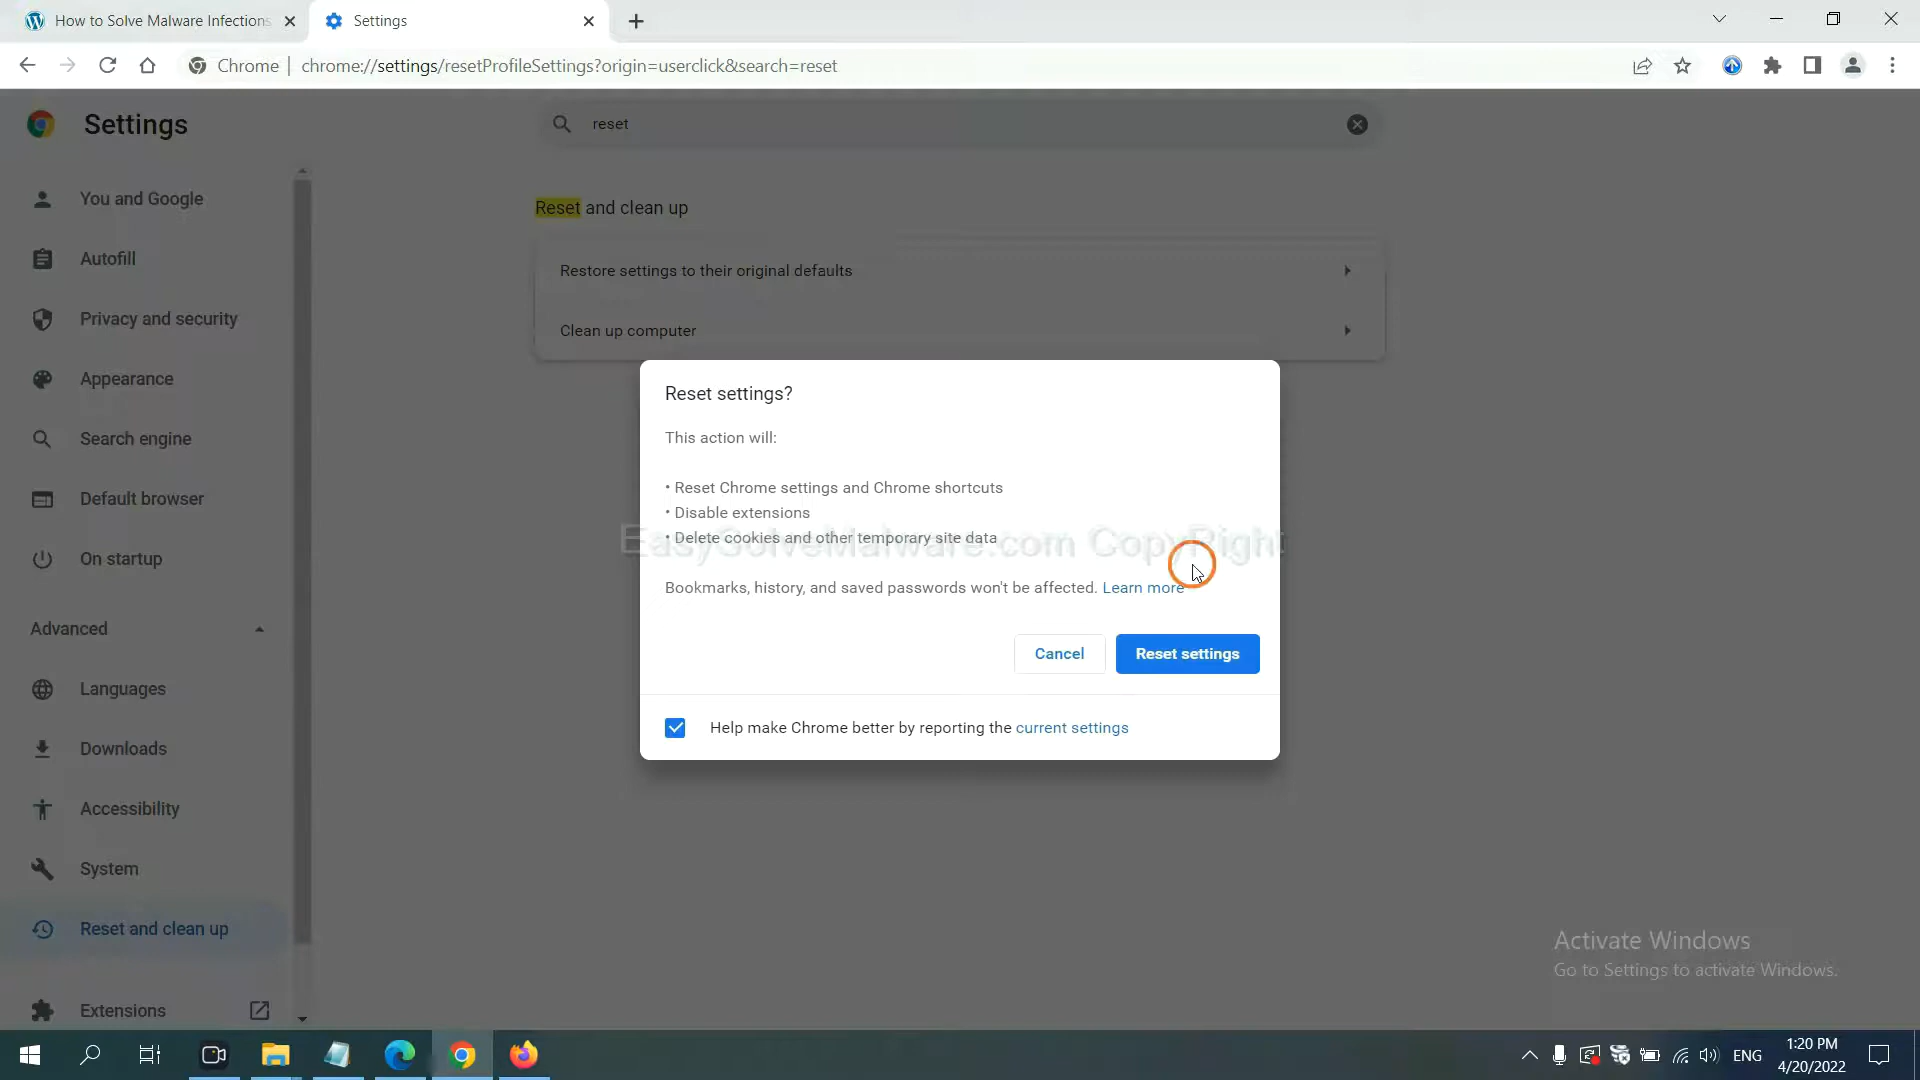 How to Solve Malware Infections
Settings
Chrome | chrome://settings/resetProfileSettings?origin=userclick&search=reset
Settings
reset
You and Google
Autofill
Privacy and security
Appearance
Search engine
Default browser
On startup
Advanced
Languages
Downloads
Accessibility
System
Reset and clean up
Extensions
Reset and clean up
Restore settings to their original defaults
Clean up computer
Reset settings?
This action will:
• Reset Chrome settings and Chrome shortcuts
• Disable extensions
• Delete cookies and other temporary site data
EasySolveMalware.com CopyRight
Bookmarks, history, and saved passwords won't be affected. Learn more
Cancel
Reset settings
Help make Chrome better by reporting the current settings
Activate Windows
Go to Settings to activate Windows.
ENG
1:20 PM
4/20/2022